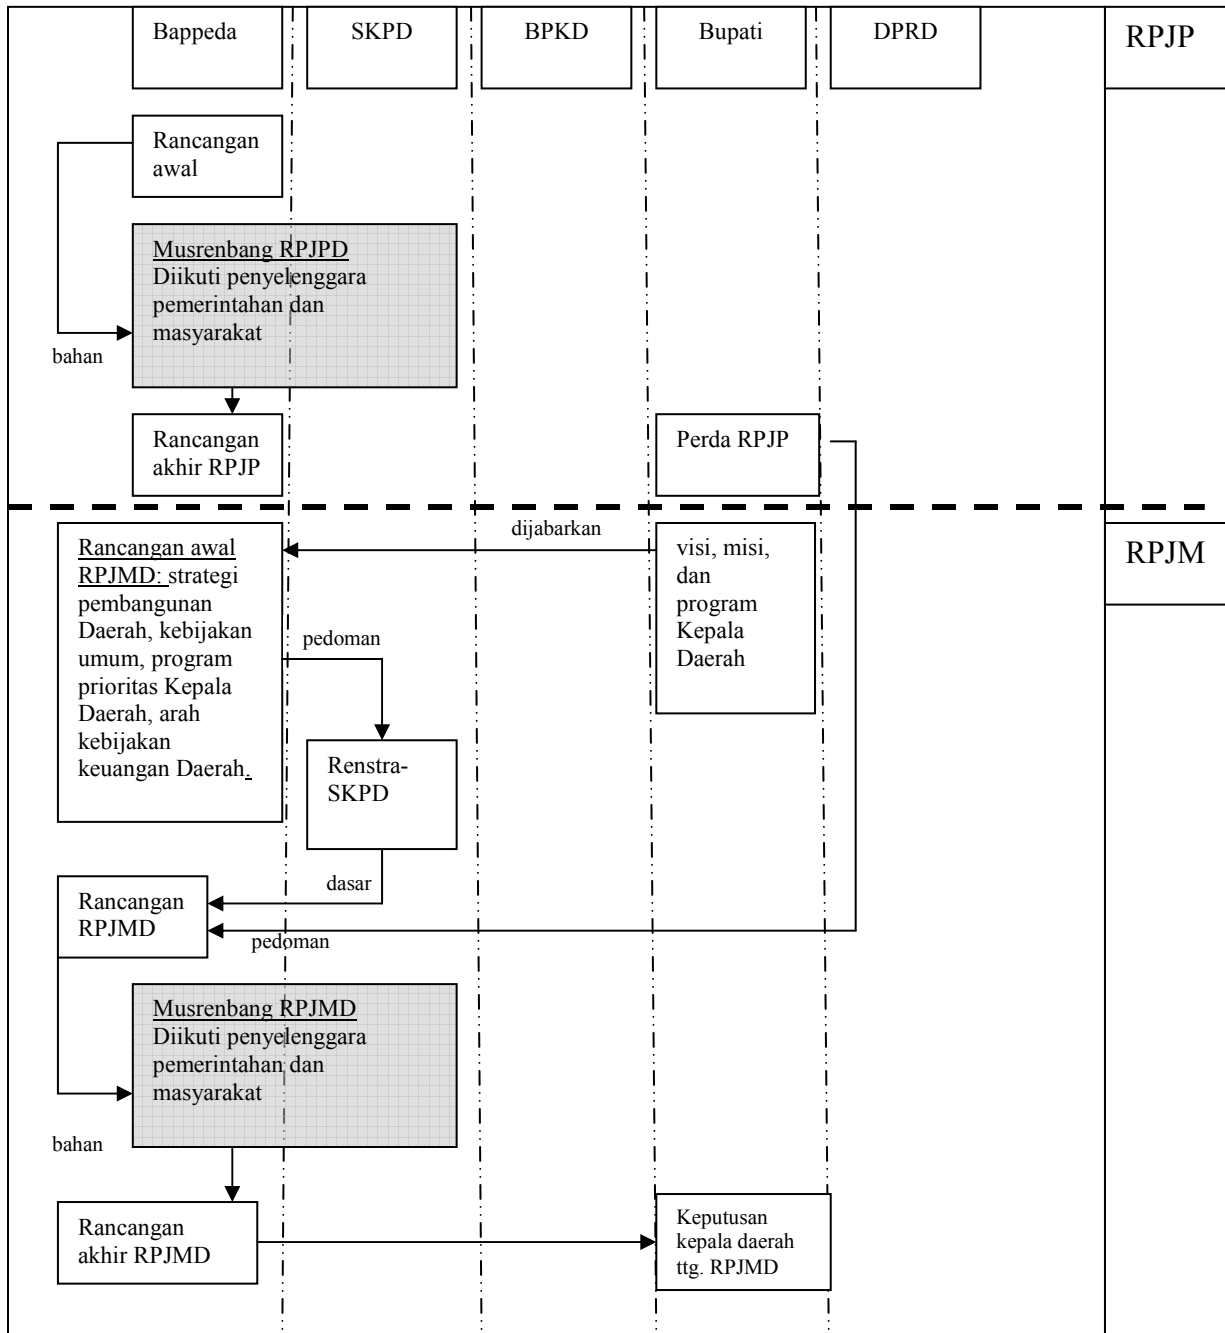 Bappeda
SKPD
BPKD
Bupati
DPRD
RPJP
Rancangan
awal
Musrenbang RPJPD
Diikuti penyelenggara
pemerintahan dan
masyarakat
bahan
Rancangan
akhir RPJP
Perda RPJP
dijabarkan
Rancangan awal
RPJMD: strategi
pembangunan
Daerah, kebijakan
umum, program
prioritas Kepala
Daerah, arah
kebijakan
keuangan Daerah.
visi, misi,
dan
program
Kepala
Daerah
RPJM
pedoman
Renstra-
SKPD
dasar
Rancangan
RPJMD
pedoman
Musrenbang RPJMD
Diikuti penyelenggara
pemerintahan dan
masyarakat
bahan
Rancangan
akhir RPJMD
Keputusan
kepala daerah
ttg. RPJMD